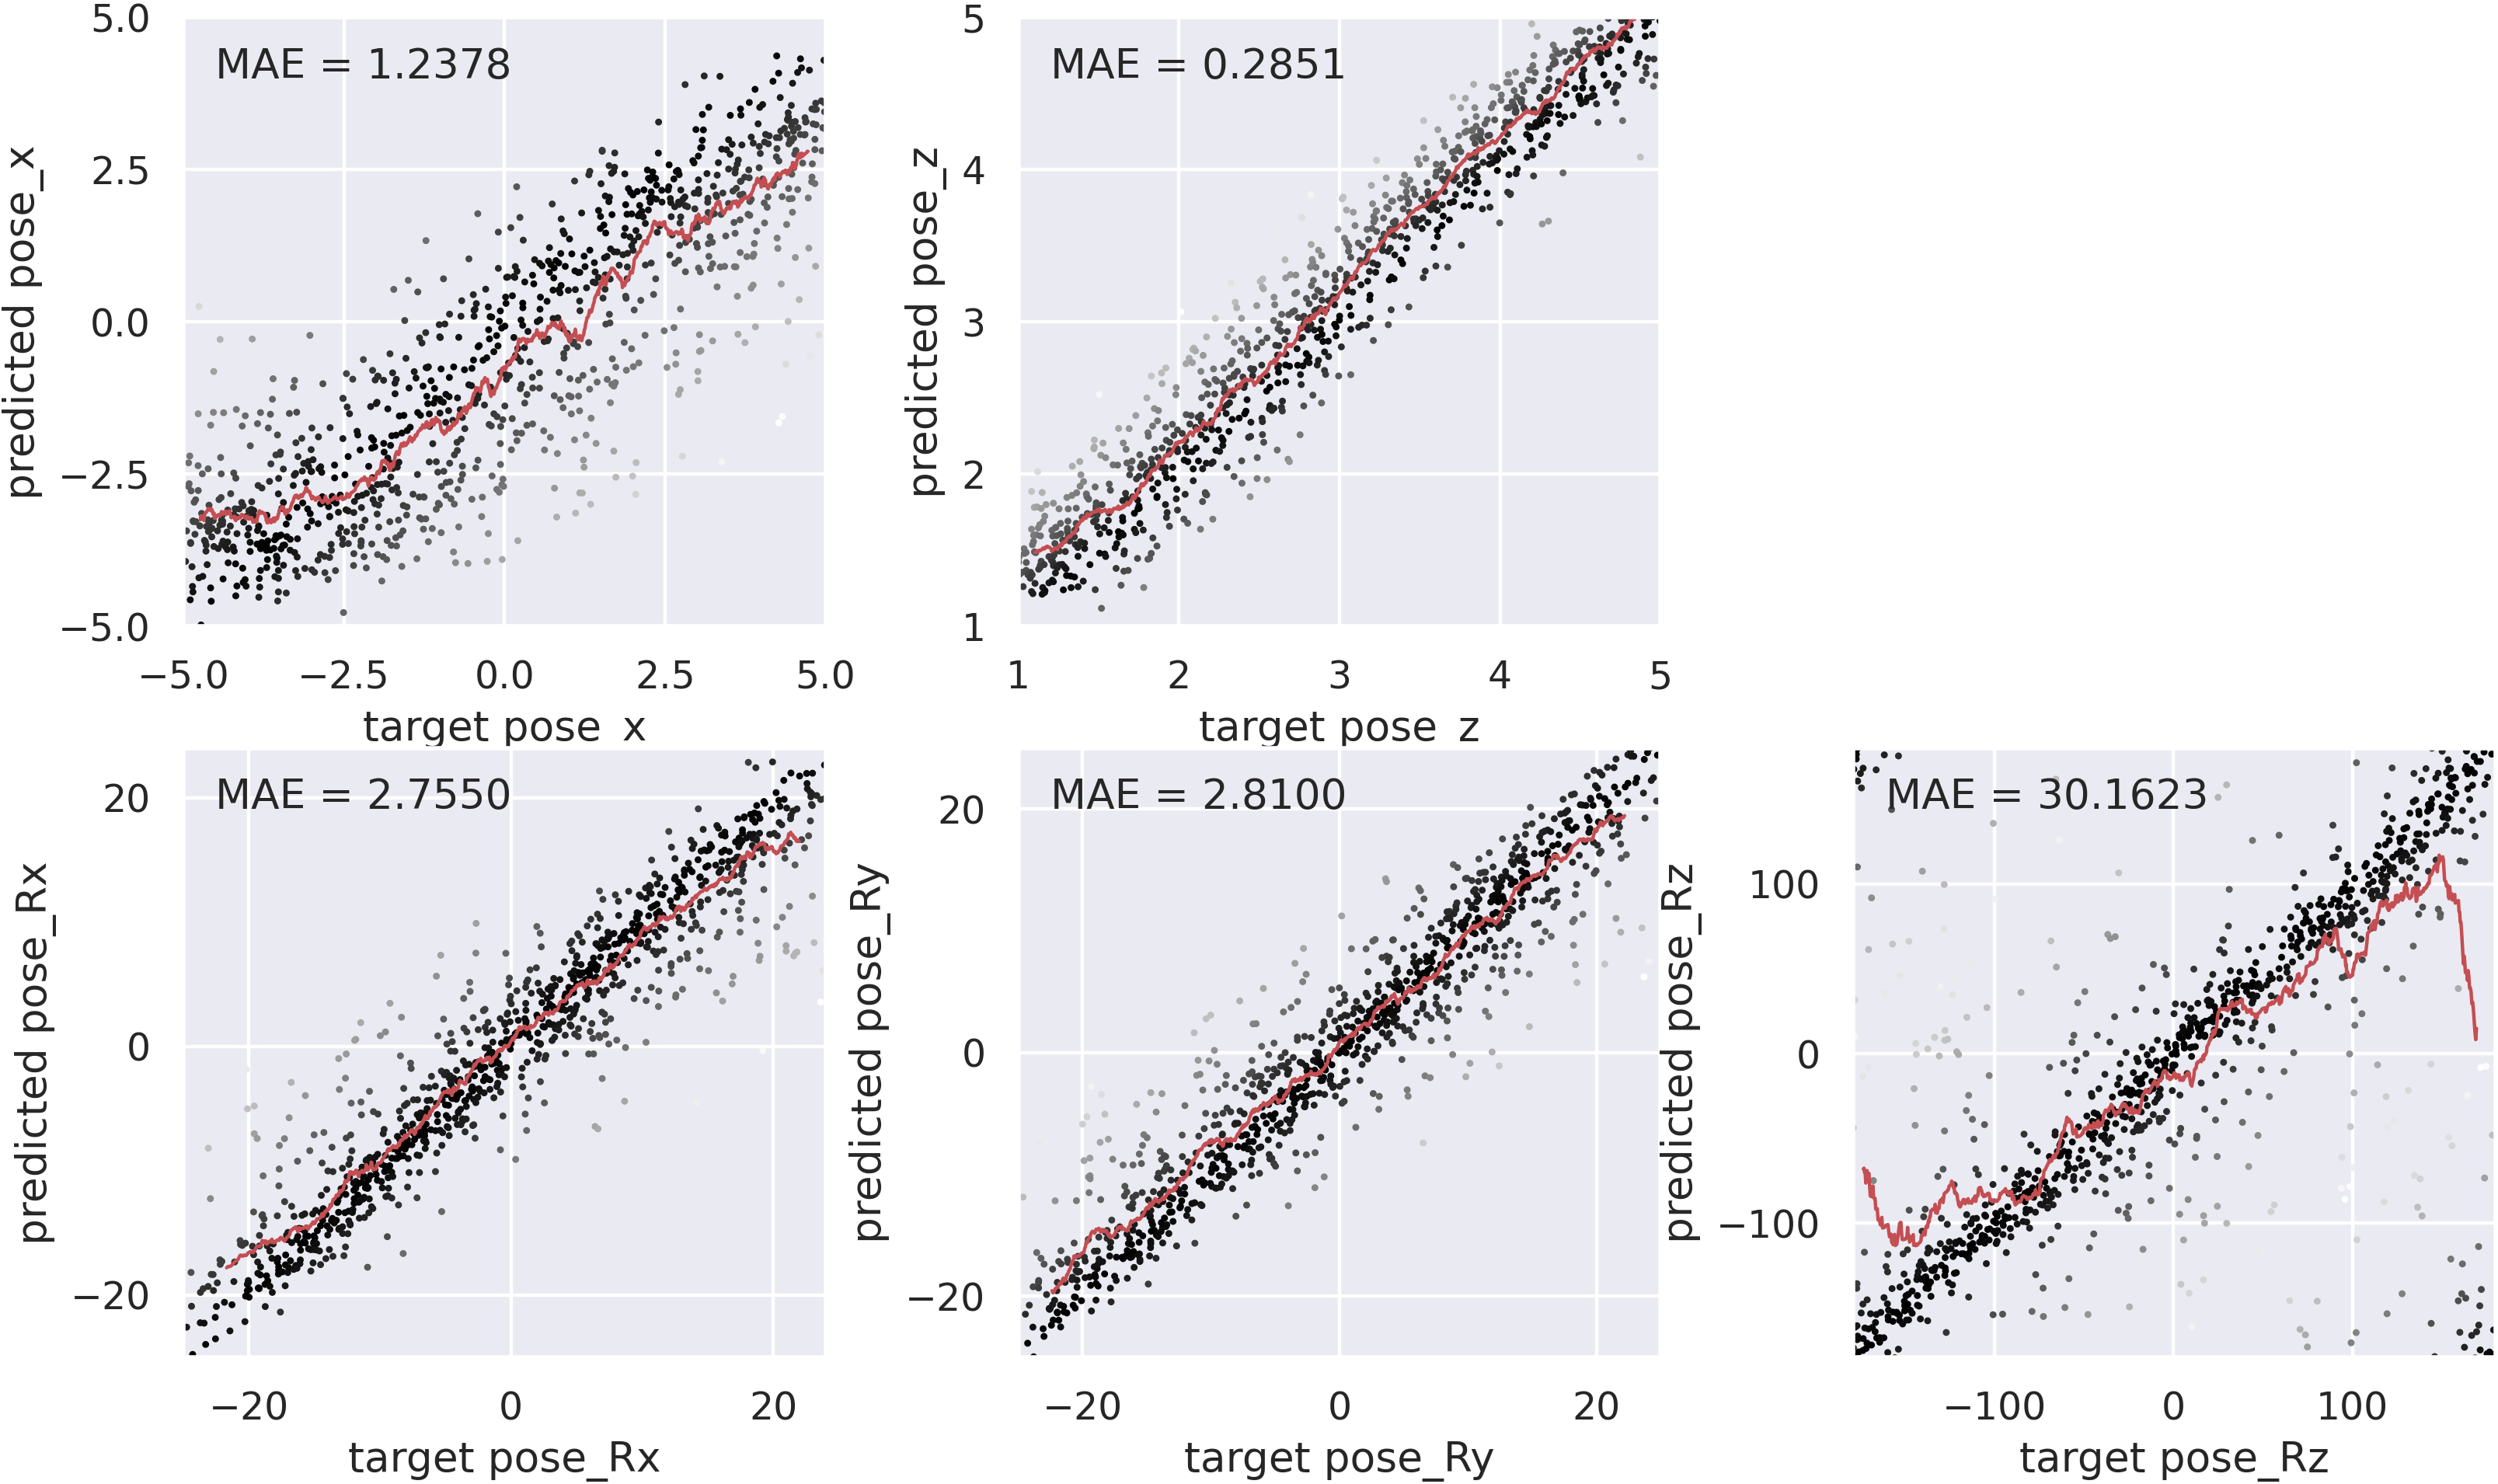 MAE = 1.2378
5.0
2.5
0.0
−2.5
−5.0
predicted pose_x
−5.0 −2.5 0.0 2.5 5.0
target pose_x
MAE = 0.2851
5
4
3
2
1
predicted pose_z
1 2 3 4 5
target pose_z
MAE = 2.7550
20
0
−20
predicted pose_Rx
−20 0 20
target pose_Rx
MAE = 2.8100
20
0
−20
predicted pose_Ry
−20 0 20
target pose_Ry
MAE = 30.1623
100
0
−100
predicted pose_Rz
−100 0 100
target pose_Rz